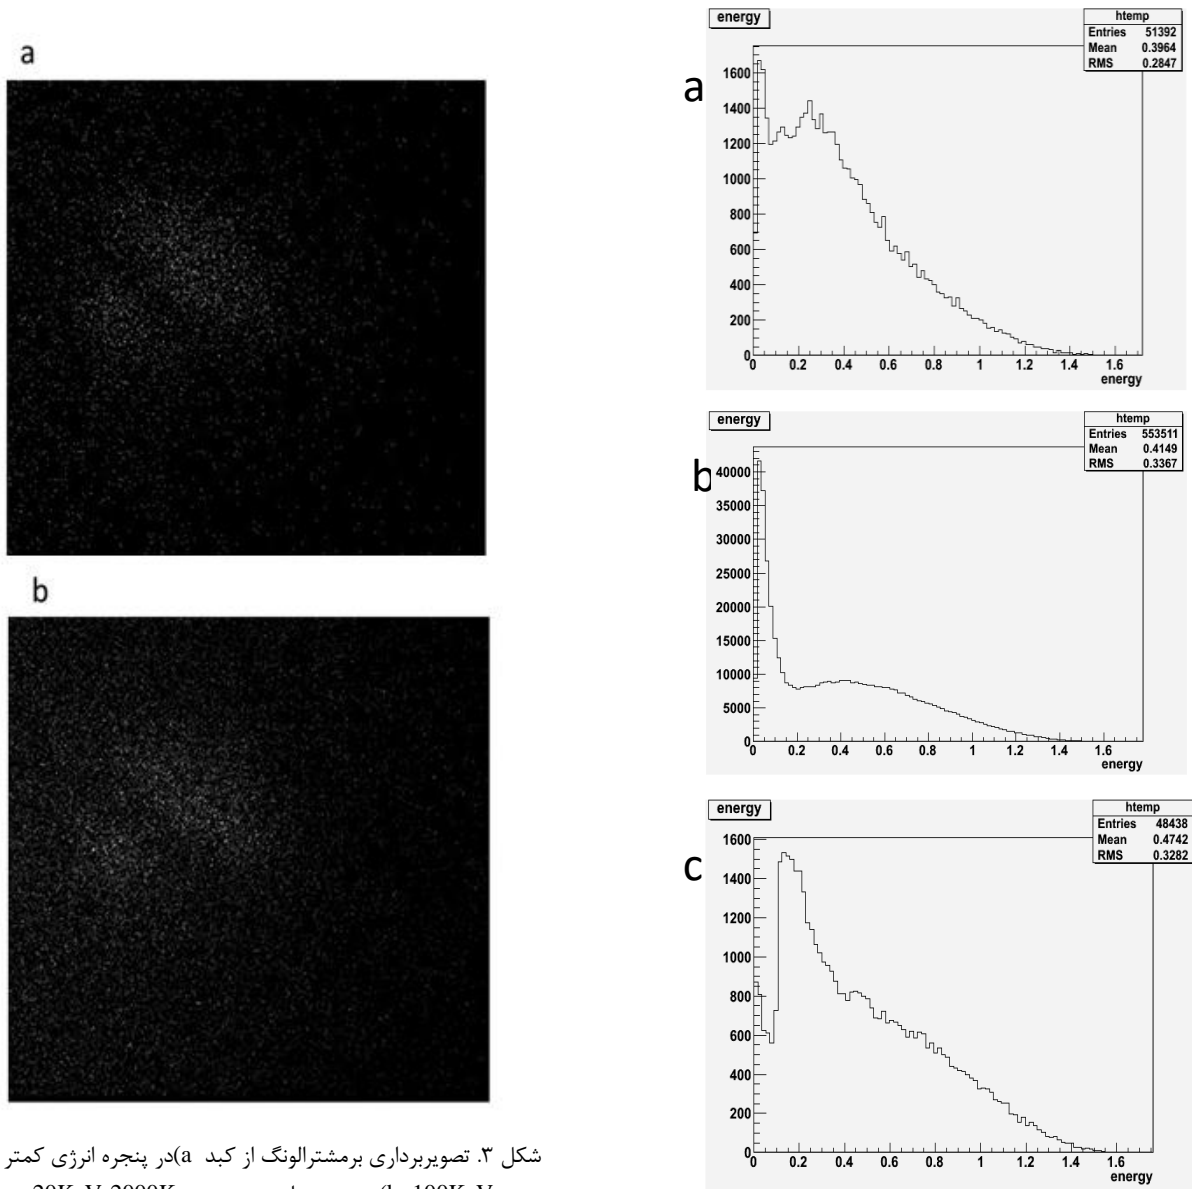 a
b
شکل ۳. تصویربرداری برمشترالونگ از کبد a)در پنجره انرژی کمتر
a
energy
htemp
Entries 51392
Mean 0.3964
RMS 0.2847
1600
1400
1200
1000
800
600
400
200
0
0 0.2 0.4 0.6 0.8 1 1.2 1.4 1.6
energy
b
energy
htemp
Entries 553511
Mean 0.4149
RMS 0.3367
40000
35000
30000
25000
20000
15000
10000
5000
0
0 0.2 0.4 0.6 0.8 1 1.2 1.4 1.6
energy
c
energy
htemp
Entries 48438
Mean 0.4742
RMS 0.3282
1600
1400
1200
1000
800
600
400
200
0
0 0.2 0.4 0.6 0.8 1 1.2 1.4 1.6
energy